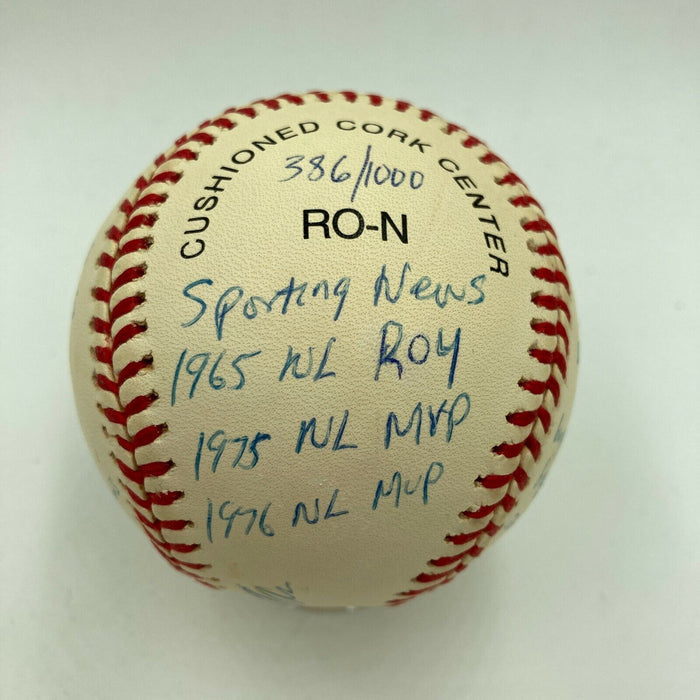 CUSHIONED CORK CENTER
386/1000
RO-N
Sporting News
1965 NL ROY
1975 NL MVP
1976 NL MVP